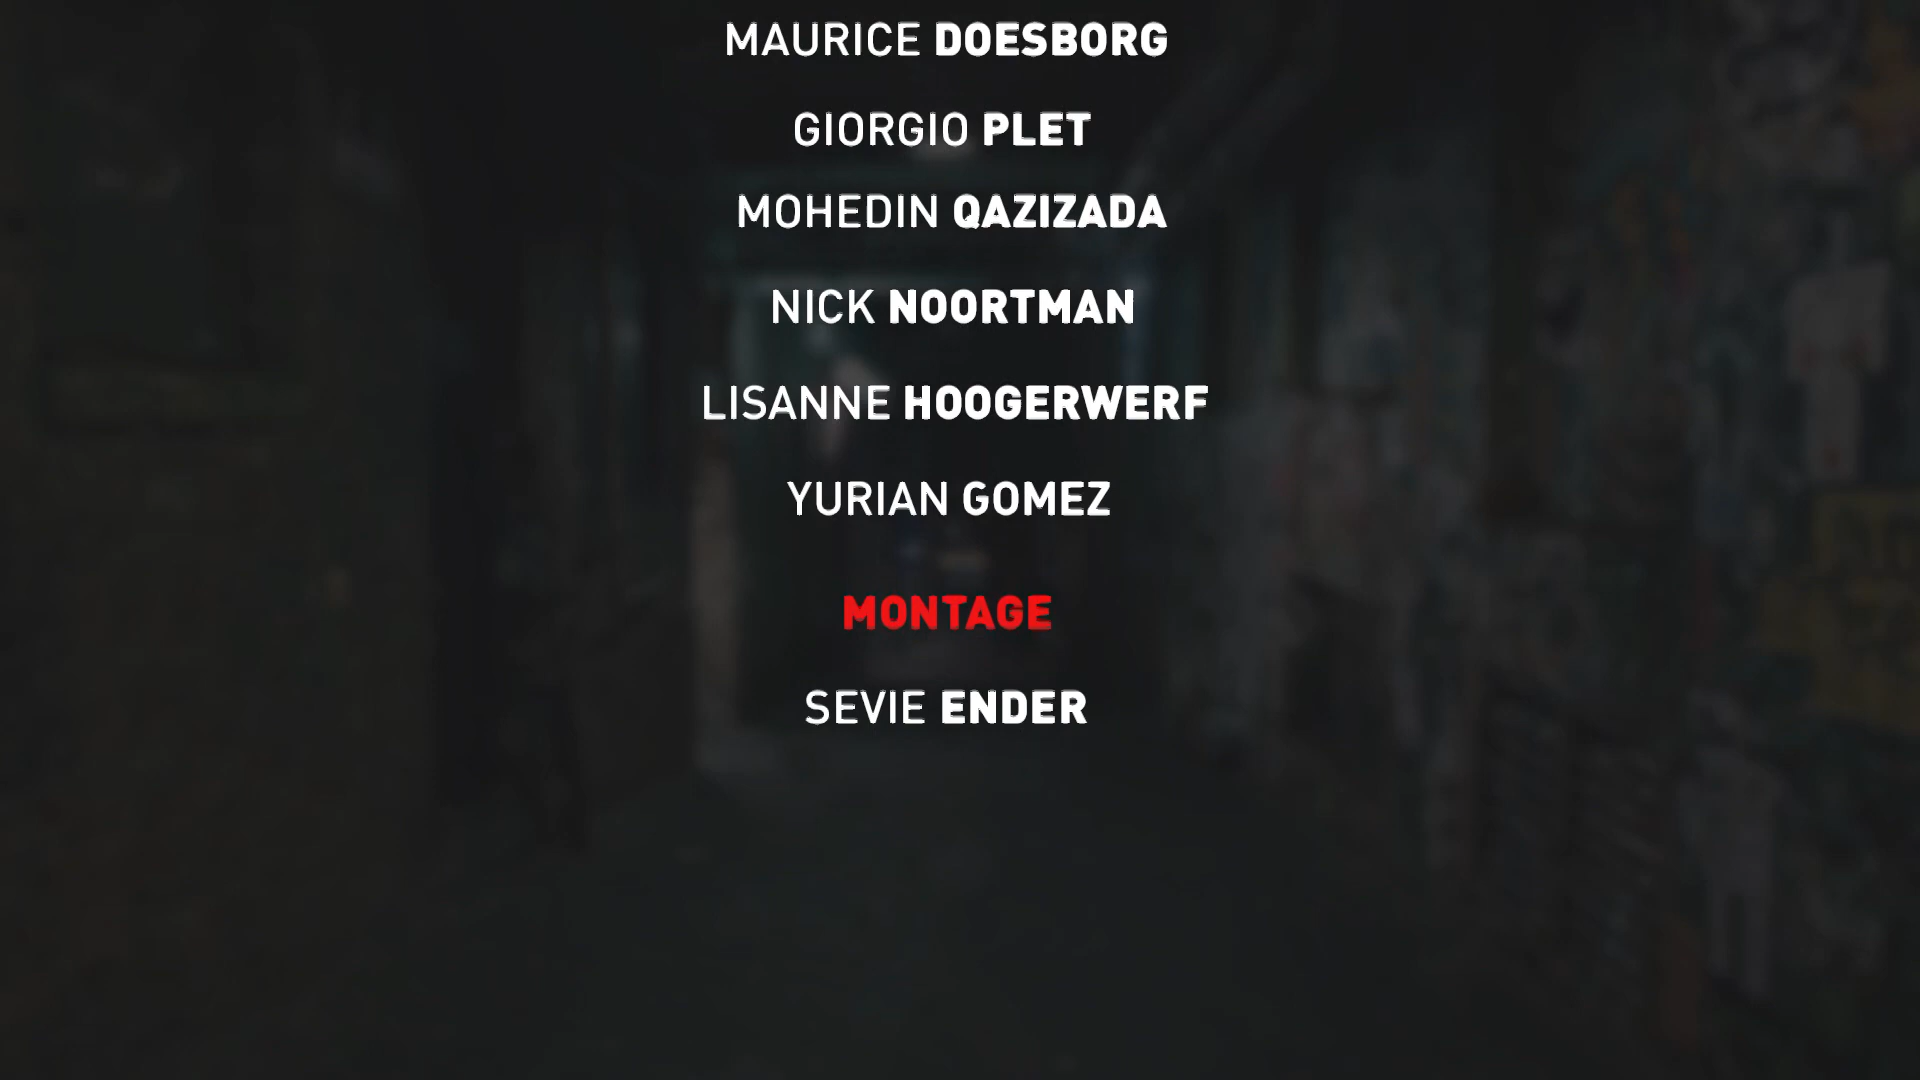 MAURICE DOESBORG
GIORGIO PLET
MOHEDIN QAZIZADA
NICK NOORTMAN
LISANNE HOOGERWERF
YURIAN GOMEZ
MONTAGE
SEVIE ENDER